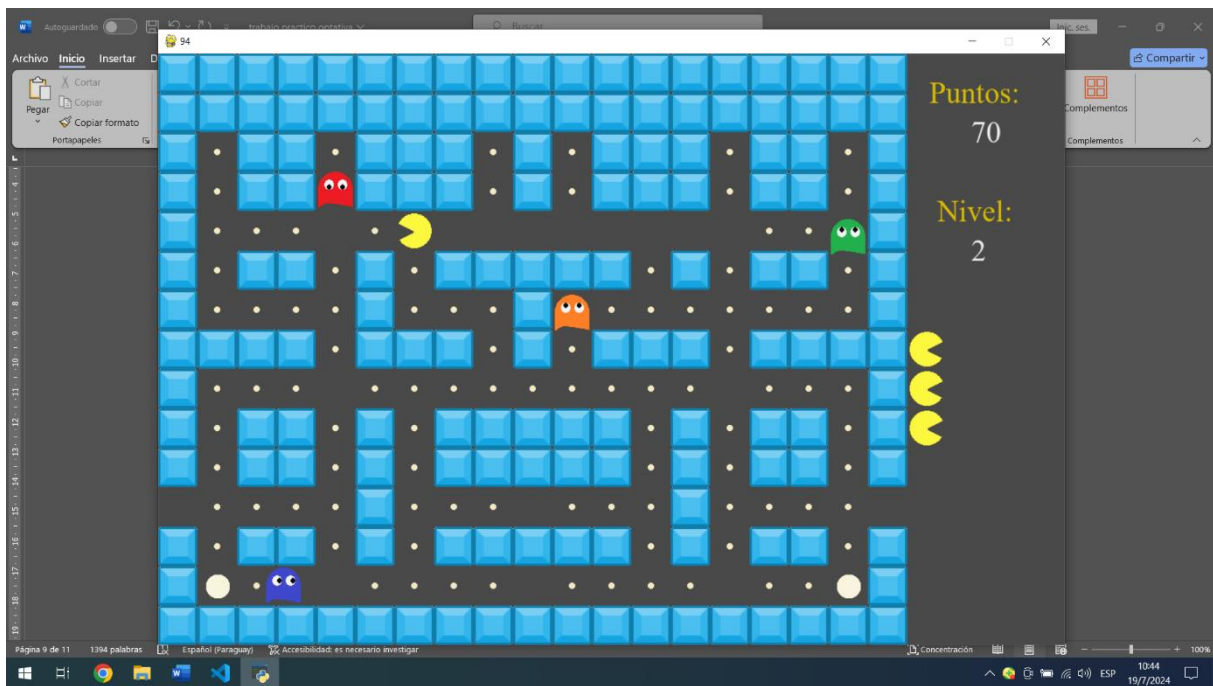 Autoguardado
trabajo practico optativa
Buscar
Inic. ses.
94
Archivo Inicio Insertar D
Compartir
Pegar
Cortar
Copiar
Copiar formato
Portapapeles
Complementos
Complementos
Puntos:
70
Nivel:
2
Página 9 de 11 1394 palabras Español (Paraguay) Accesibilidad: es necesario investigar
Concentración
100%
ESP
10:44
19/7/2024